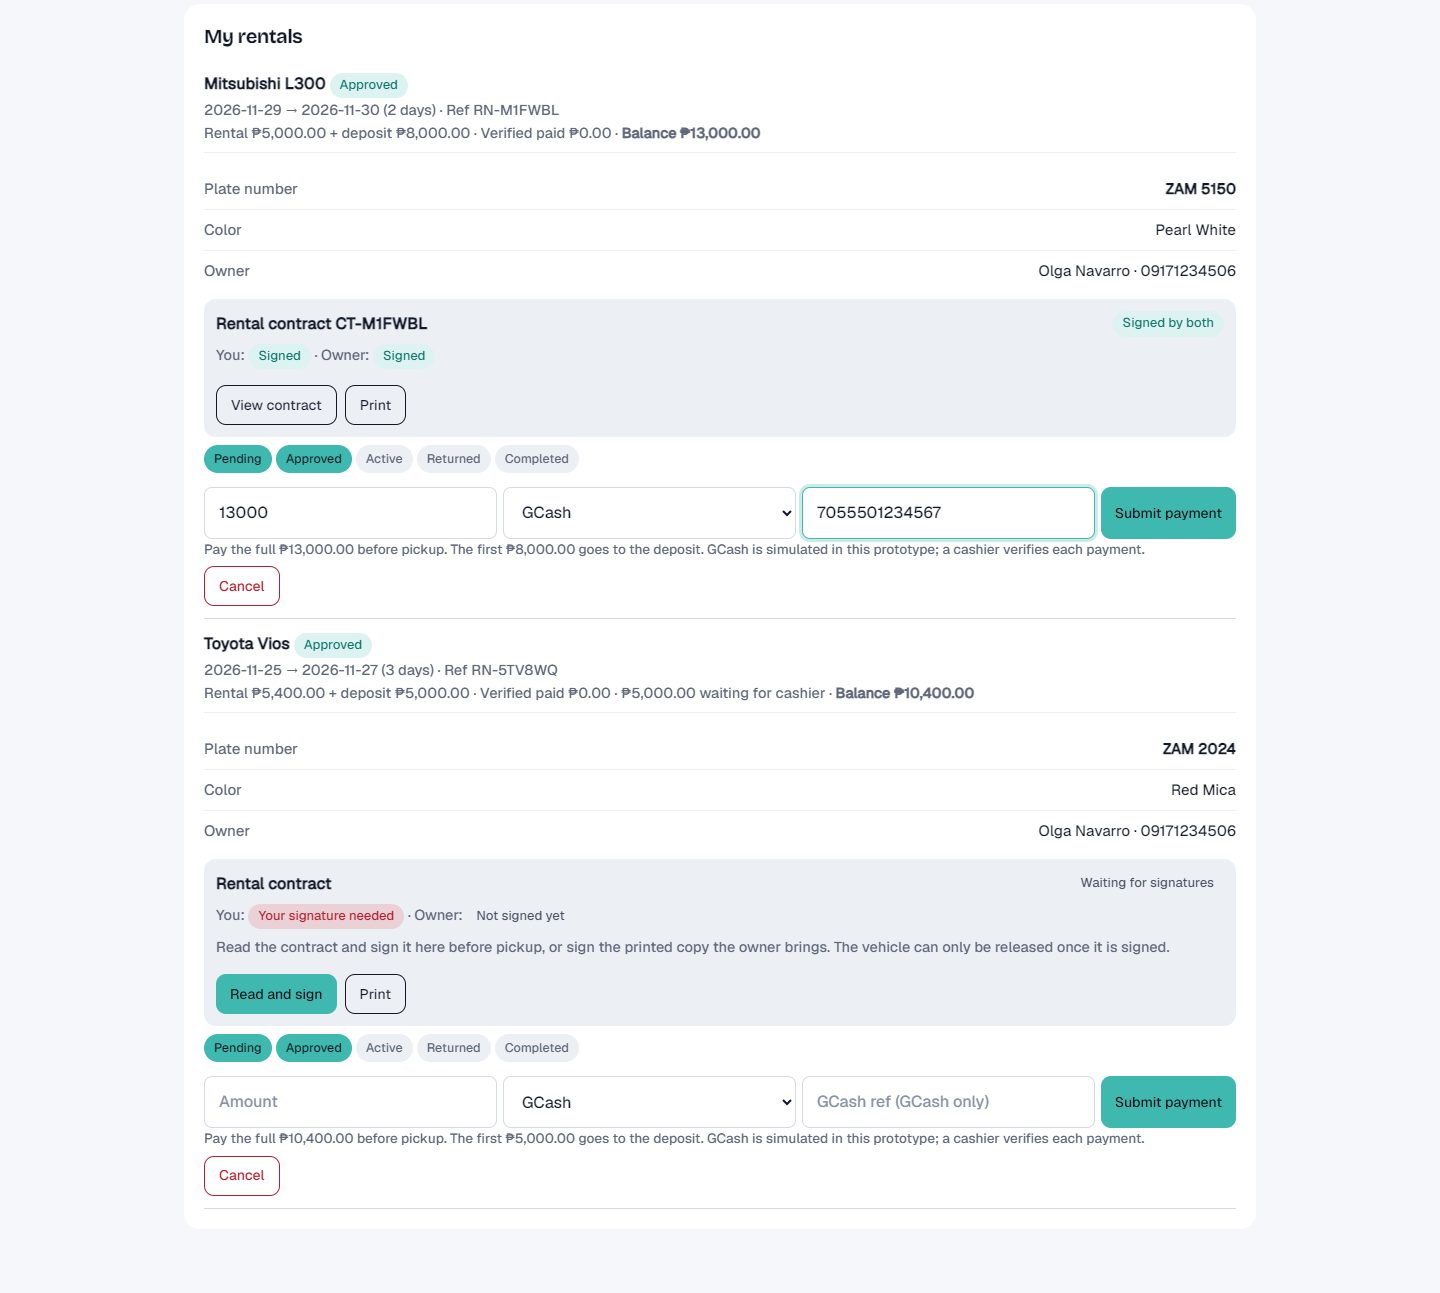 My rentals
Mitsubishi L300 Approved
2026-11-29 → 2026-11-30 (2 days) · Ref RN-M1FWBL
Rental ₱5,000.00 + deposit ₱8,000.00 · Verified paid ₱0.00 · Balance ₱13,000.00
Plate number ZAM 5150
Color Pearl White
Owner Olga Navarro · 09171234506
Rental contract CT-M1FWBL Signed by both
You: Signed · Owner: Signed
View contract Print
Pending Approved Active Returned Completed
13000 GCash 7055501234567 Submit payment
Pay the full ₱13,000.00 before pickup. The first ₱8,000.00 goes to the deposit. GCash is simulated in this prototype; a cashier verifies each payment.
Cancel
Toyota Vios Approved
2026-11-25 → 2026-11-27 (3 days) · Ref RN-5TV8WQ
Rental ₱5,400.00 + deposit ₱5,000.00 · Verified paid ₱0.00 · ₱5,000.00 waiting for cashier · Balance ₱10,400.00
Plate number ZAM 2024
Color Red Mica
Owner Olga Navarro · 09171234506
Rental contract Waiting for signatures
You: Your signature needed · Owner: Not signed yet
Read the contract and sign it here before pickup, or sign the printed copy the owner brings. The vehicle can only be released once it is signed.
Read and sign Print
Pending Approved Active Returned Completed
Amount GCash GCash ref (GCash only) Submit payment
Pay the full ₱10,400.00 before pickup. The first ₱5,000.00 goes to the deposit. GCash is simulated in this prototype; a cashier verifies each payment.
Cancel